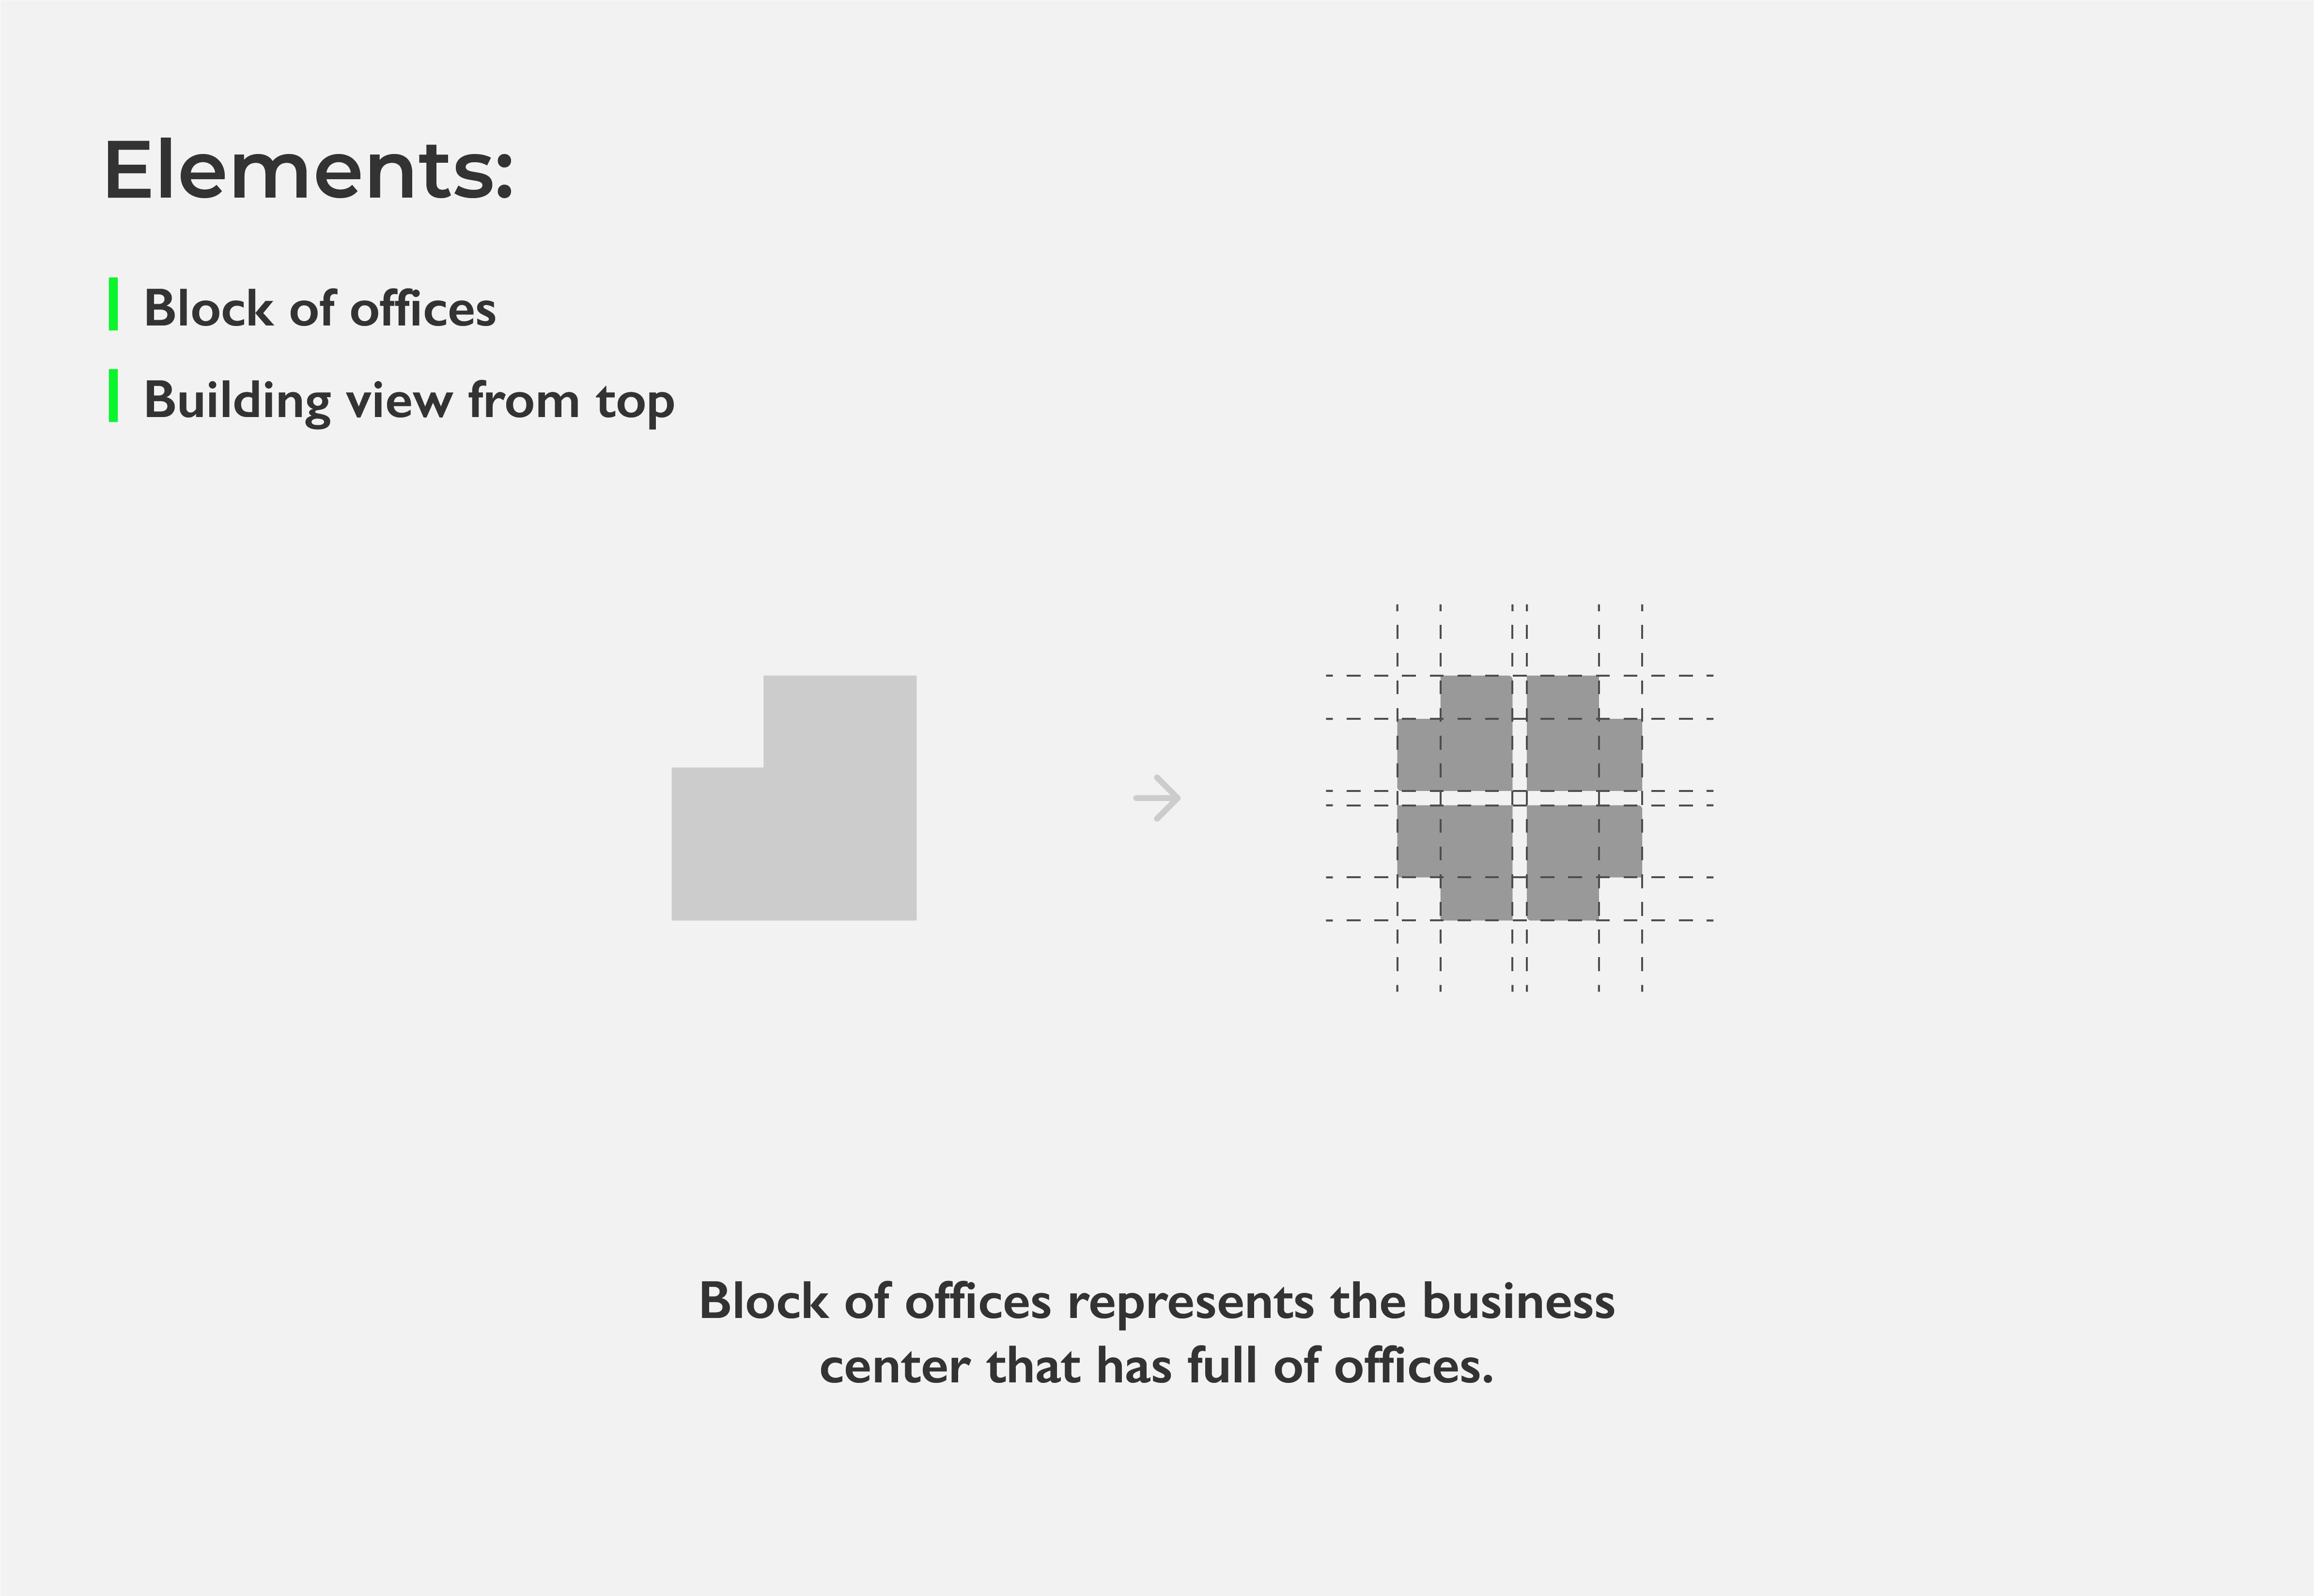 Elements:
Block of offices
Building view from top
Block of offices represents the business
center that has full of offices.